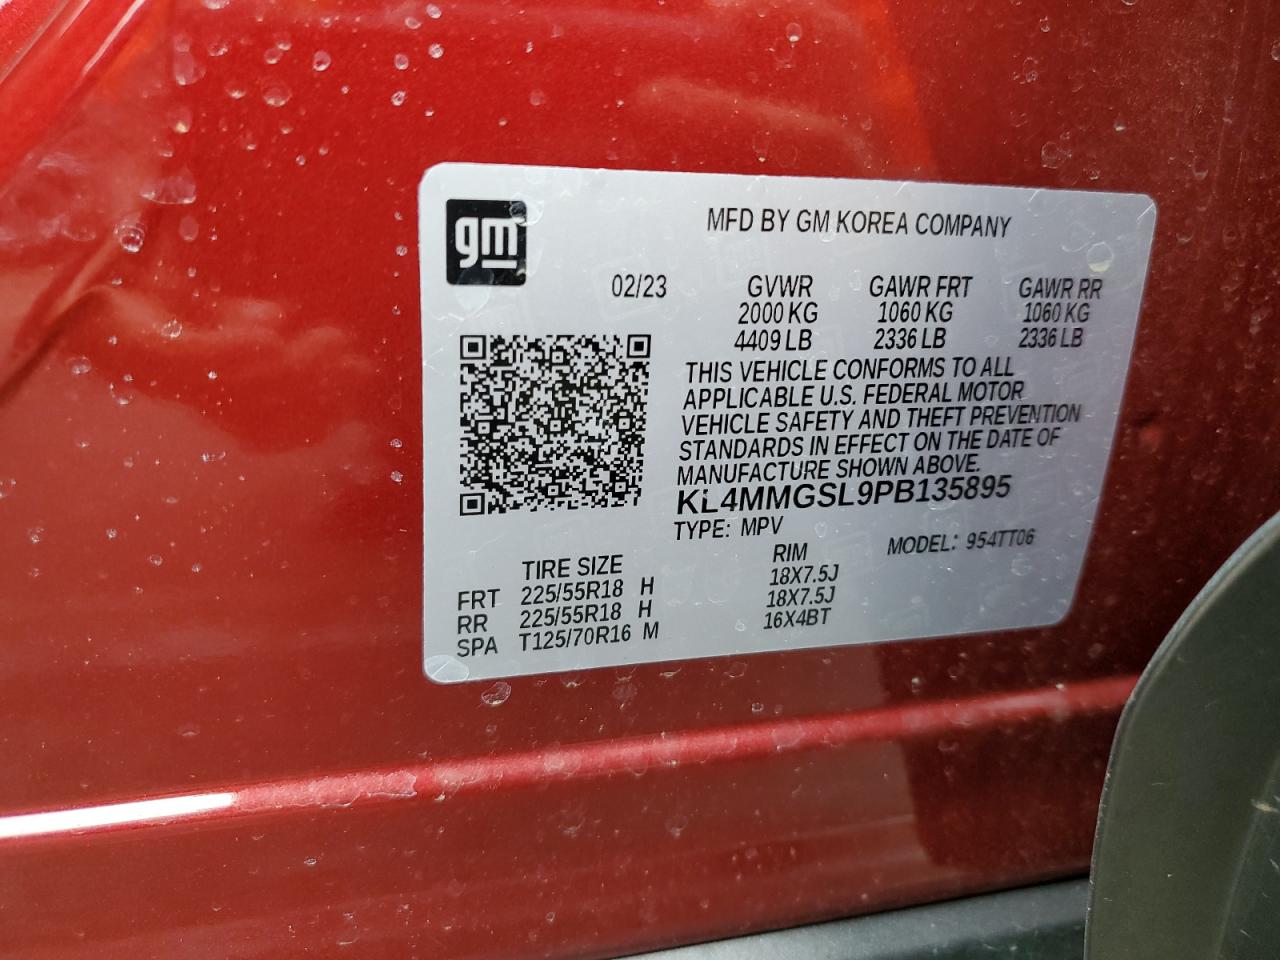 gm
MFD BY GM KOREA COMPANY
02/23 GVWR GAWR FRT GAWR RR
2000 KG 1060 KG 1060 KG
4409 LB 2336 LB 2336 LB
THIS VEHICLE CONFORMS TO ALL
APPLICABLE U.S. FEDERAL MOTOR
VEHICLE SAFETY AND THEFT PREVENTION
STANDARDS IN EFFECT ON THE DATE OF
MANUFACTURE SHOWN ABOVE.
KL4MMGSL9PB135895
TYPE: MPV
MODEL: 954TT06
TIRE SIZE RIM
FRT 225/55R18 H 18X7.5J
RR 225/55R18 H 18X7.5J
SPA T125/70R16 M 16X4BT